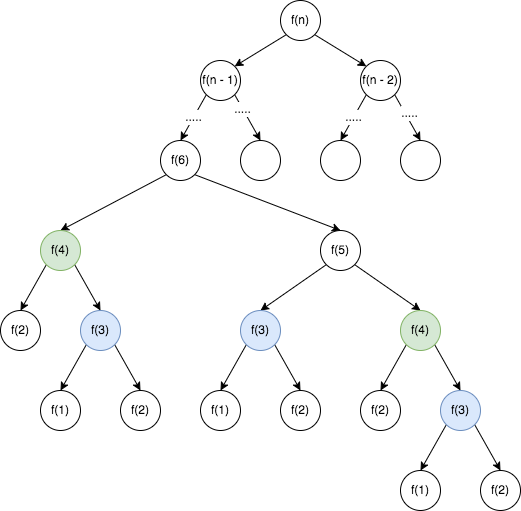 f(n)
f(n - 1)
f(n - 2)
.....
.....
.....
.....
f(6)
f(4)
f(5)
f(2)
f(3)
f(3)
f(4)
f(1)
f(2)
f(1)
f(2)
f(2)
f(3)
f(1)
f(2)